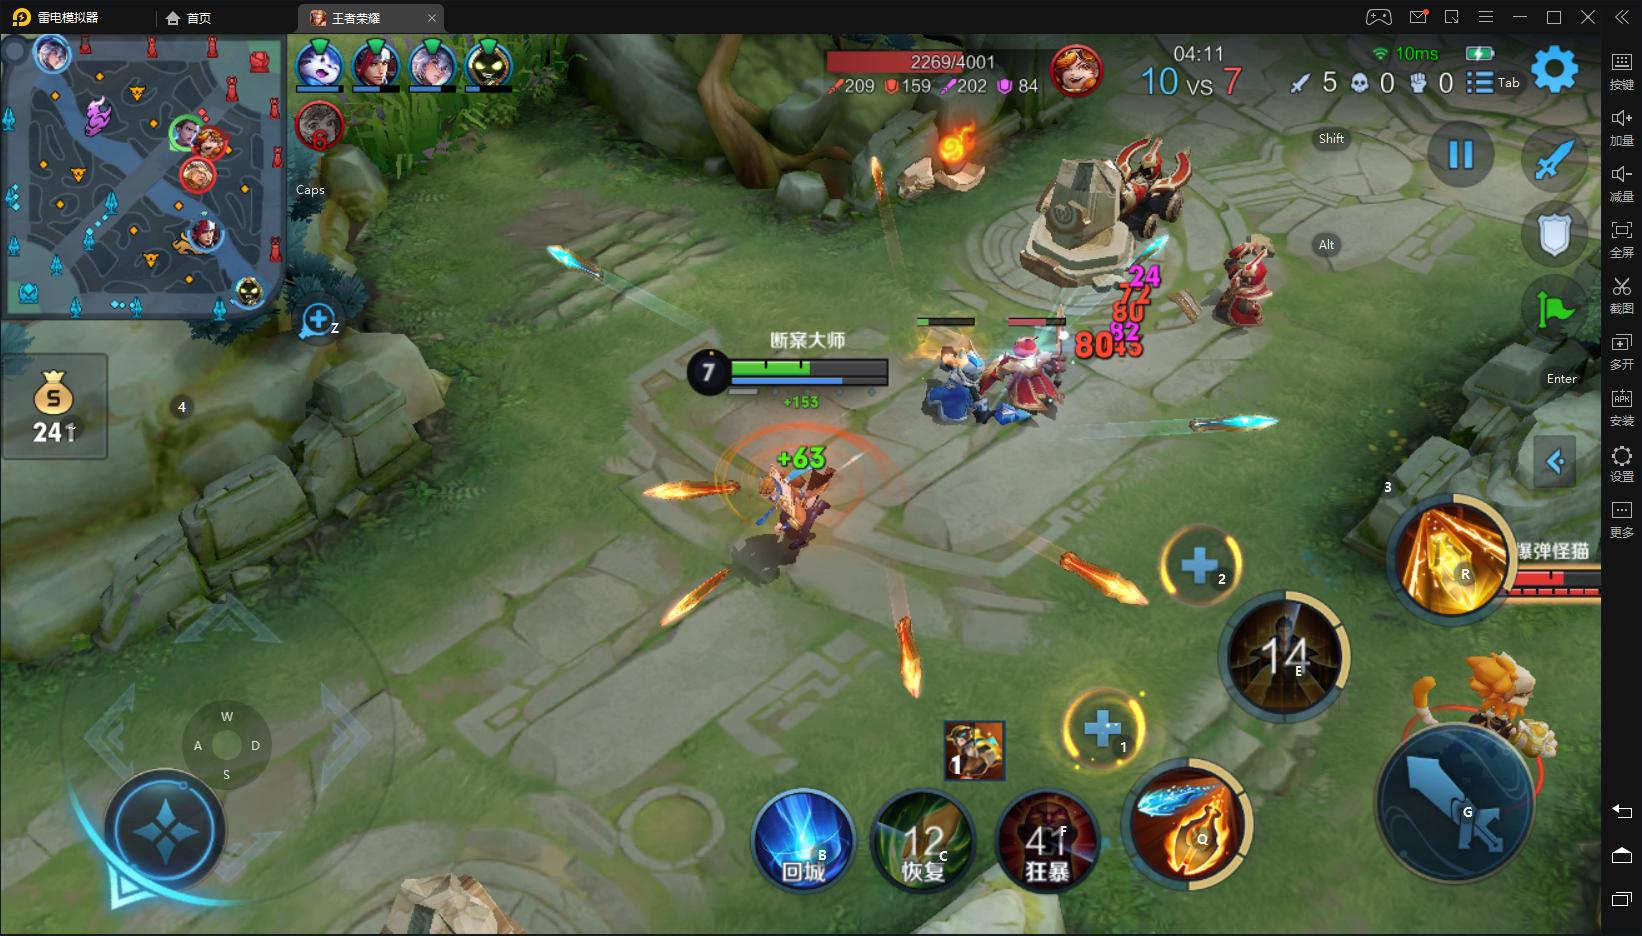 雷电模拟器
首页
王者荣耀
2269/4001
209 159 202 84
04:11
10 VS 7
10ms
5 0 0 Tab
6
Caps
Shift
Alt
Enter
Z
4
断案大师
7
+153
+63
24
72
80
82
80
45
3
2
1
R
爆弹怪猫
14
E
W
A
D
S
1
回城
B
12
恢复
C
41
狂暴
F
Q
G
按键
加量
减量
全屏
截图
多开
APK
安装
设置
更多